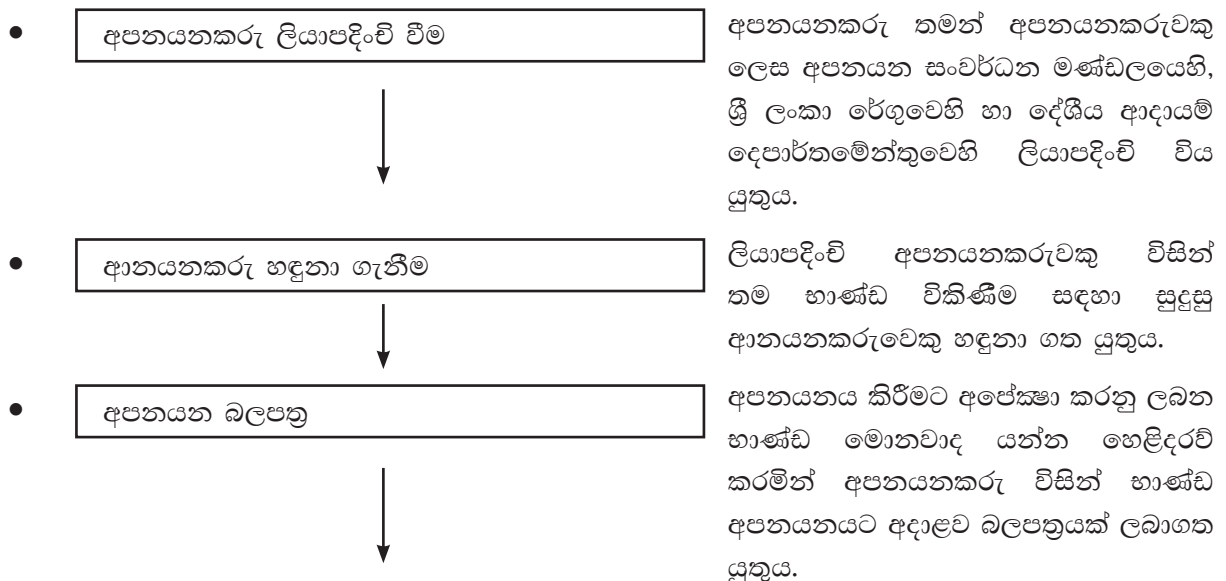 ● අපනයනකරු ලියාපදිංචි වීම
අපනයනකරු තමන් අපනයනකරුවකු
ලෙස අපනයන සංවර්ධන මණ්ඩලයෙහි,
ශ්‍රී ලංකා රේගුවෙහි හා දේශීය ආදායම්
දෙපාර්තමේන්තුවෙහි ලියාපදිංචි විය
යුතුය.
● ආනයනකරු හඳුනා ගැනීම
ලියාපදිංචි අපනයනකරුවකු විසින්
තම භාණ්ඩ විකිණීම සඳහා සුදුසු
ආනයනකරුවෙකු හඳුනා ගත යුතුය.
● අපනයන බලපත්‍ර
අපනයනය කිරීමට අපේක්‍ෂා කරනු ලබන
භාණ්ඩ මොනවාද යන්න හෙළිදරව්
කරමින් අපනයනකරු විසින් භාණ්ඩ
අපනයනයට අදාළව බලපත්‍රයක් ලබාගත
යුතුය.